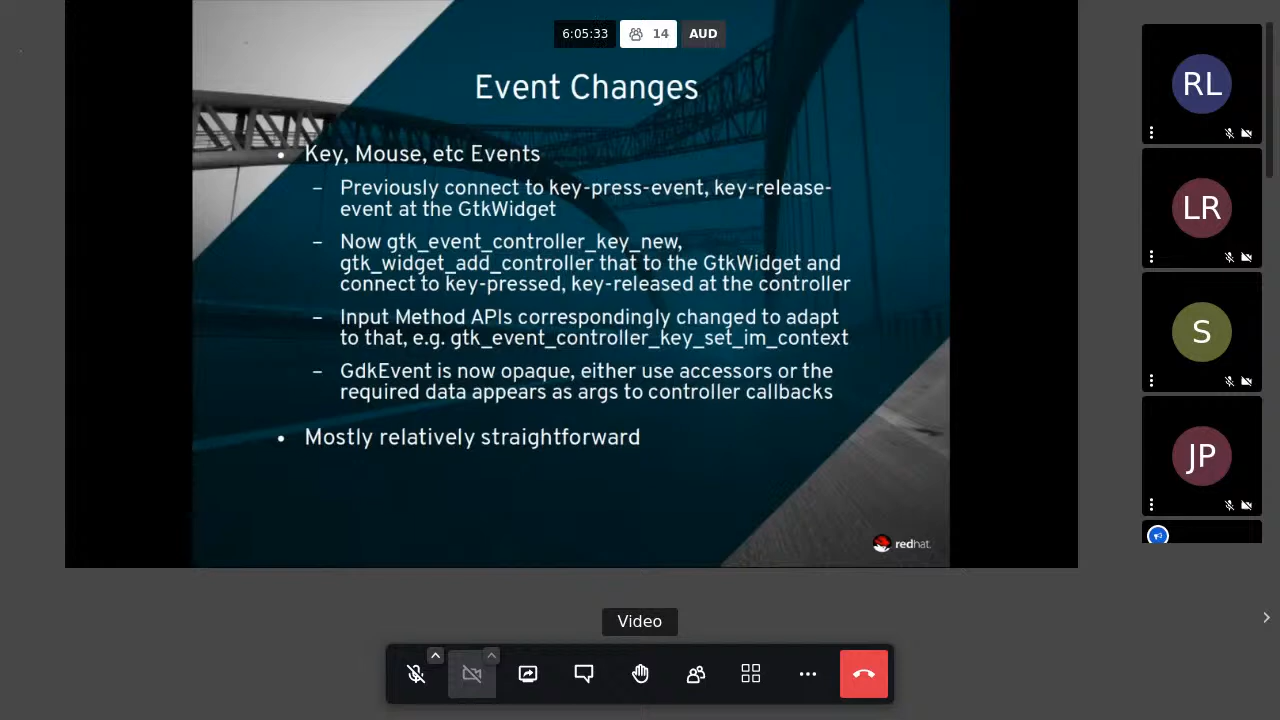 6:05:33
14
AUD
Event Changes
• Key, Mouse, etc Events
– Previously connect to key-press-event, key-release-
event at the GtkWidget
– Now gtk_event_controller_key_new,
gtk_widget_add_controller that to the GtkWidget and
connect to key-pressed, key-released at the controller
– Input Method APIs correspondingly changed to adapt
to that, e.g. gtk_event_controller_key_set_im_context
– GdkEvent is now opaque, either use accessors or the
required data appears as args to controller callbacks
• Mostly relatively straightforward
redhat.
RL
LR
S
JP
Video